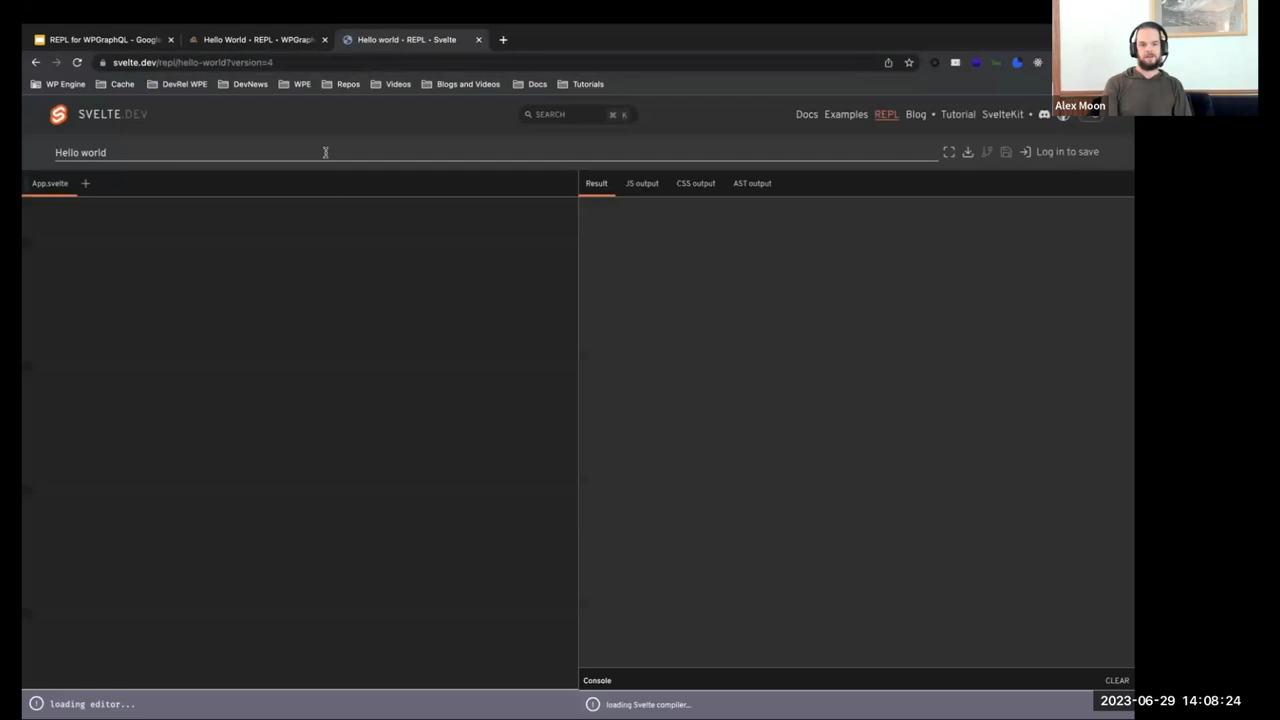 REPL for WPGraphQL - Googl
Hello World • REPL • WPGraph
Hello world • REPL •
svelte.dev/repl/hello-world?version=4
WP Engine
Cache
DevRel WPE
DevNews
WPE
Repos
Videos
Blogs and Videos
Docs
Tutorials
Alex Moon
SVELTE.DEV
SEARCH
⌘ K
Docs
Examples
REPL
Blog
Tutorial
SvelteKit
Hello world
Log in to save
App.svelte
Result
JS output
CSS output
AST output
Console
CLEAR
loading editor...
loading Svelte compiler...
2023-06-29 14:08:24